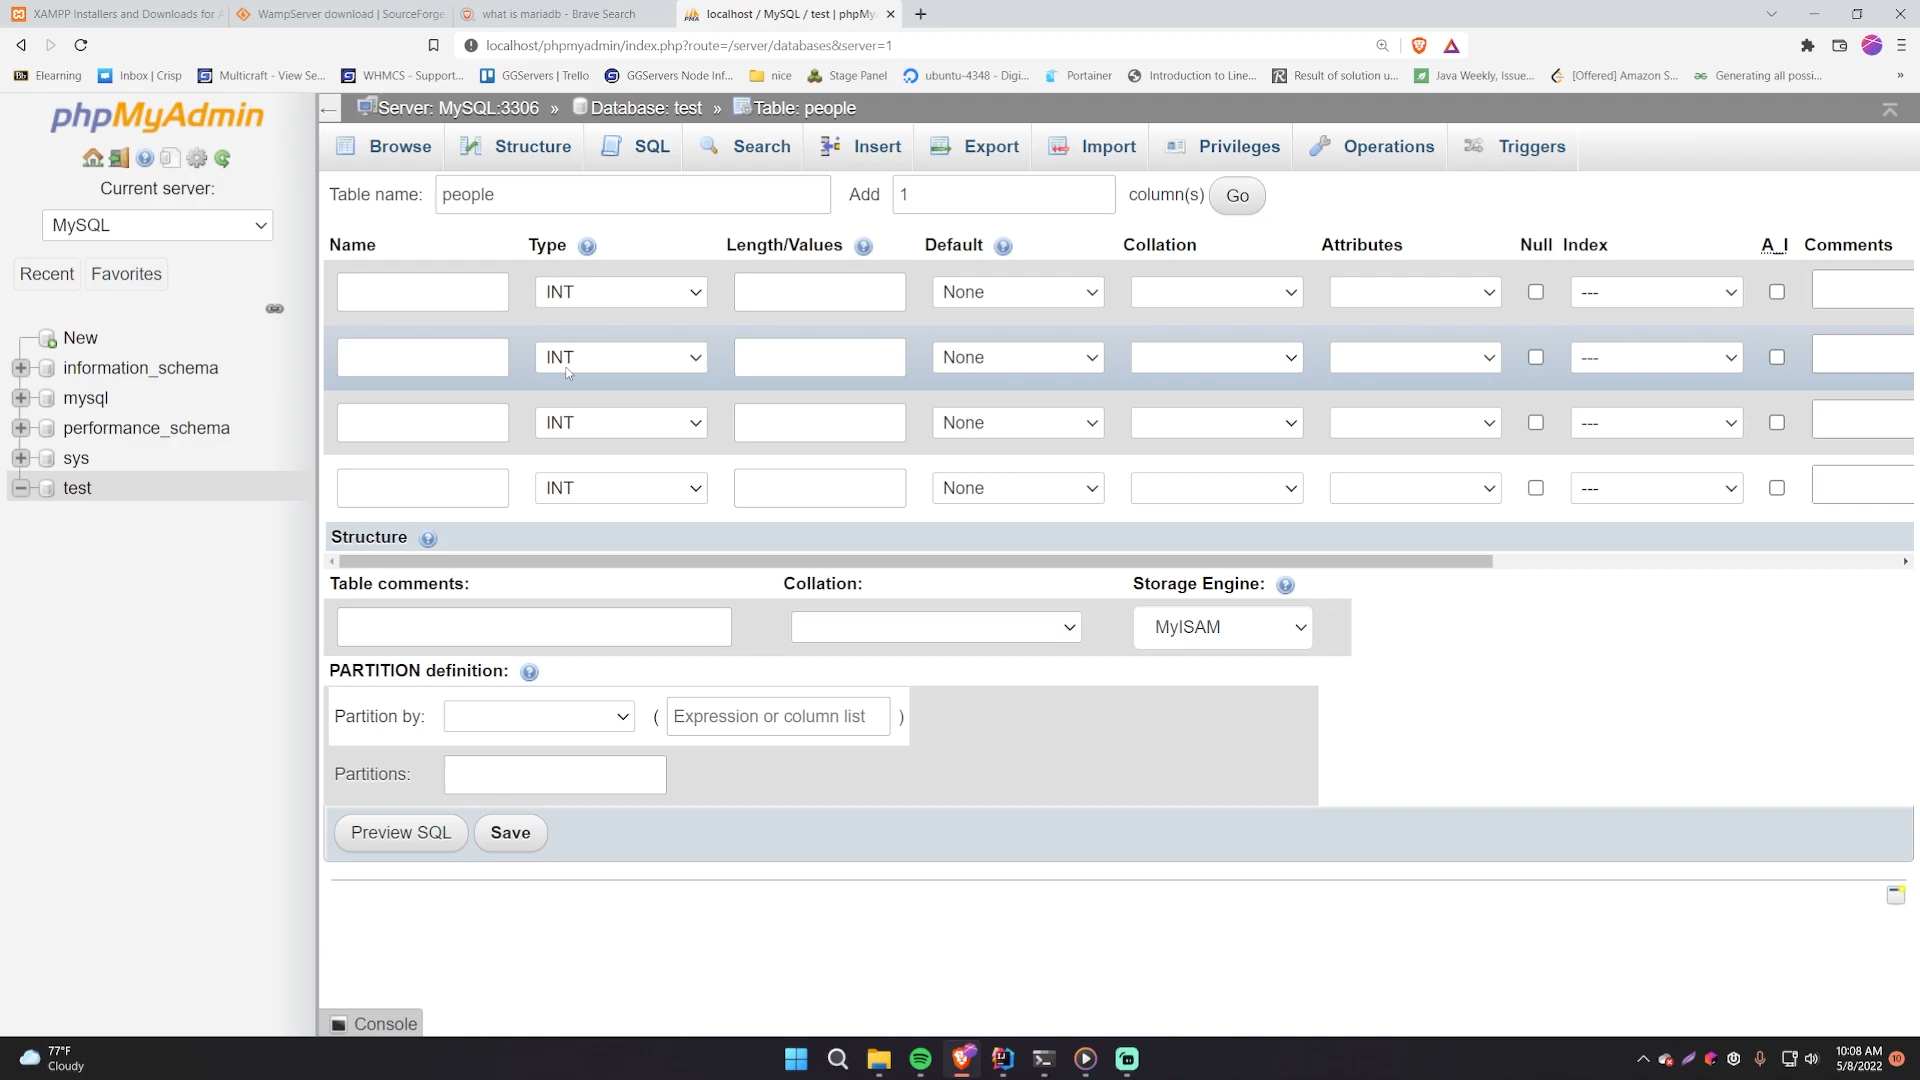 XAMPP Installers and Downloads for A
WampServer download | SourceForge
what is mariadb - Brave Search
localhost / MySQL / test | phpMy
localhost/phpmyadmin/index.php?route=/server/databases&server=1
Elearning
Inbox | Crisp
Multicraft - View Se...
WHMCS - Support...
GGServers | Trello
GGServers Node Inf...
nice
Stage Panel
ubuntu-4348 - Digi...
Portainer
Introduction to Line...
Result of solution u...
Java Weekly, Issue...
[Offered] Amazon S...
Generating all possi...
»
phpMyAdmin
Current server:
MySQL
Recent
Favorites
New
information_schema
mysql
performance_schema
sys
test
Server: MySQL:3306 » Database: test » Table: people
Browse Structure SQL Search Insert Export Import Privileges Operations Triggers
Table name: people Add 1 column(s) Go
Name Type Length/Values Default Collation Attributes Null Index A_I Comments
INT None ---
INT None ---
INT None ---
INT None ---
Structure
Table comments: Collation: Storage Engine:
MyISAM
PARTITION definition:
Partition by: ( Expression or column list )
Partitions:
Preview SQL Save
Console
77°F
Cloudy
10:08 AM
5/8/2022
10